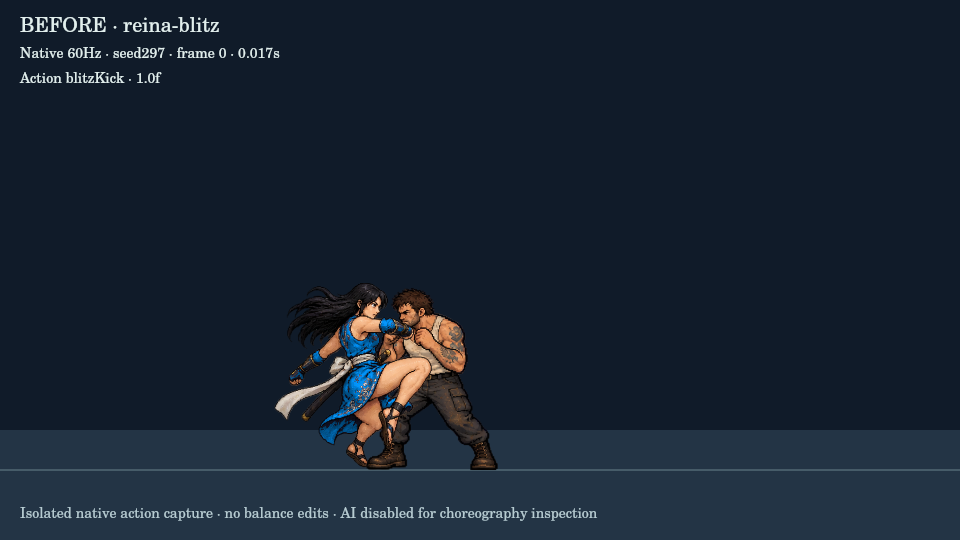 BEFORE · reina-blitz
Native 60Hz · seed297 · frame 0 · 0.017s
Action blitzKick · 1.0f
Isolated native action capture · no balance edits · AI disabled for choreography inspection